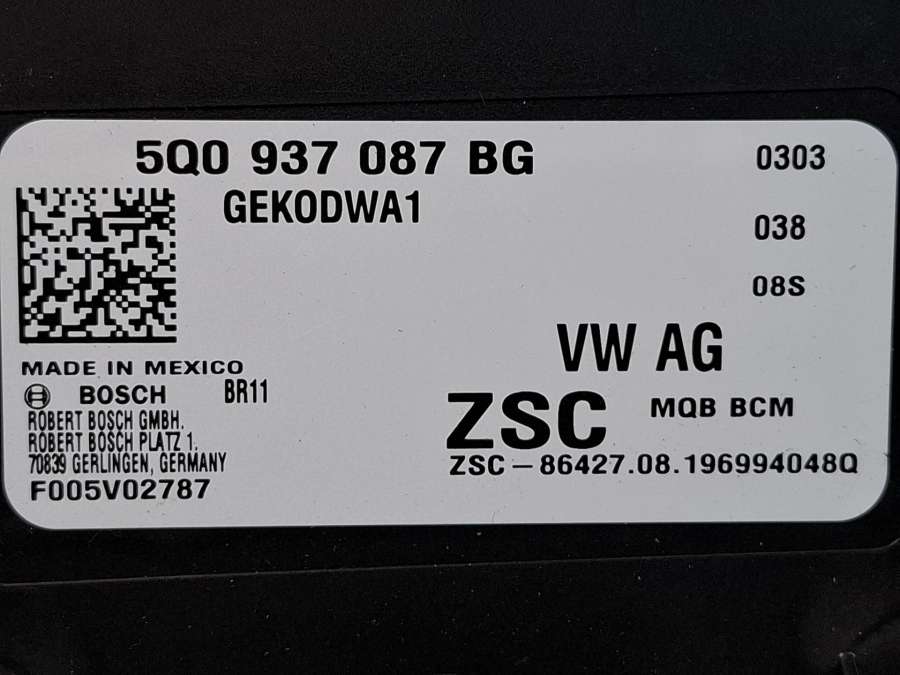 5Q0 937 087 BG
0303
GEKODWA1
038
08S
VW AG
MADE IN MEXICO
BOSCH BR11
ROBERT BOSCH GMBH.
ROBERT BOSCH PLATZ 1.
70839 GERLINGEN, GERMANY
F005V02787
ZSC MQB BCM
ZSC-86427.08.196994048Q